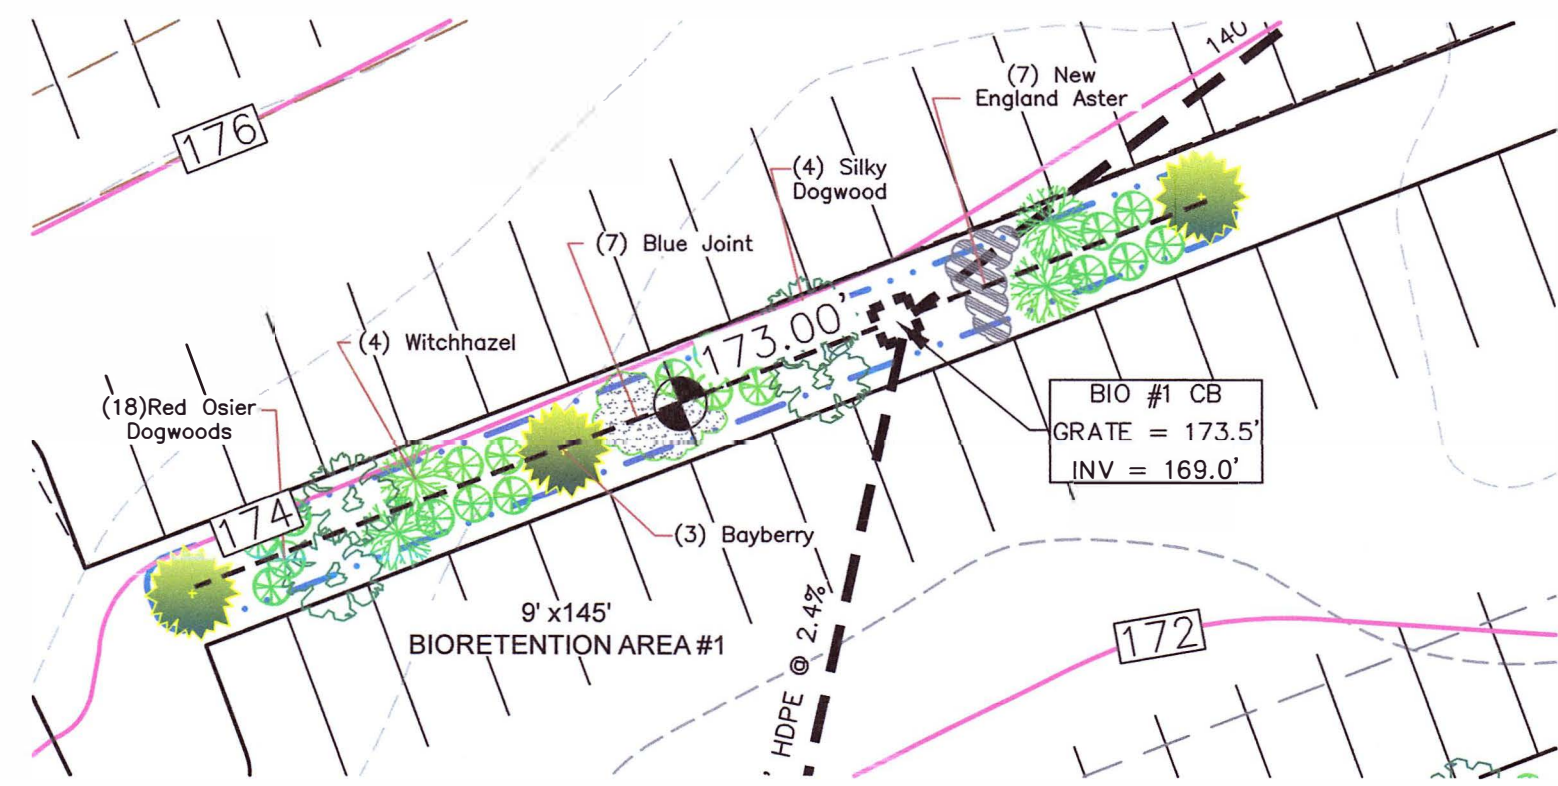 140
(7) New
England Aster
176
(4) Silky
Dogwood
(7) Blue Joint
173.00'
(4) Witchhazel
(18)Red Osier
Dogwoods
BIO #1 CB
GRATE = 173.5'
INV = 169.0'
174
(3) Bayberry
9' x145'
BIORETENTION AREA #1
' HDPE @ 2.4%
172